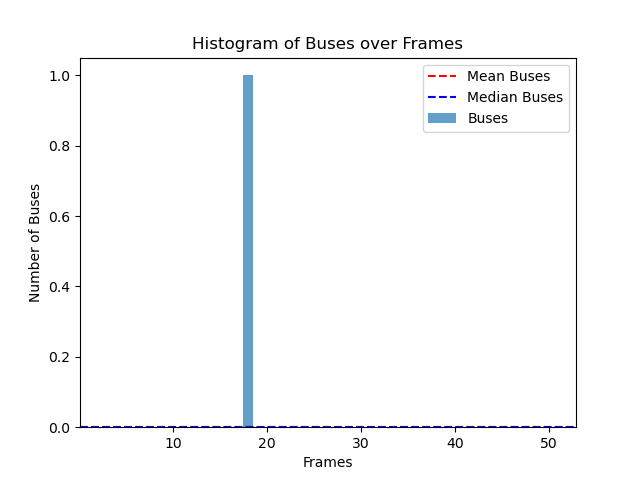 Histogram of Buses over Frames
Mean Buses
Median Buses
Buses
Number of Buses
1.0
0.8
0.6
0.4
0.2
0.0
10 20 30 40 50
Frames